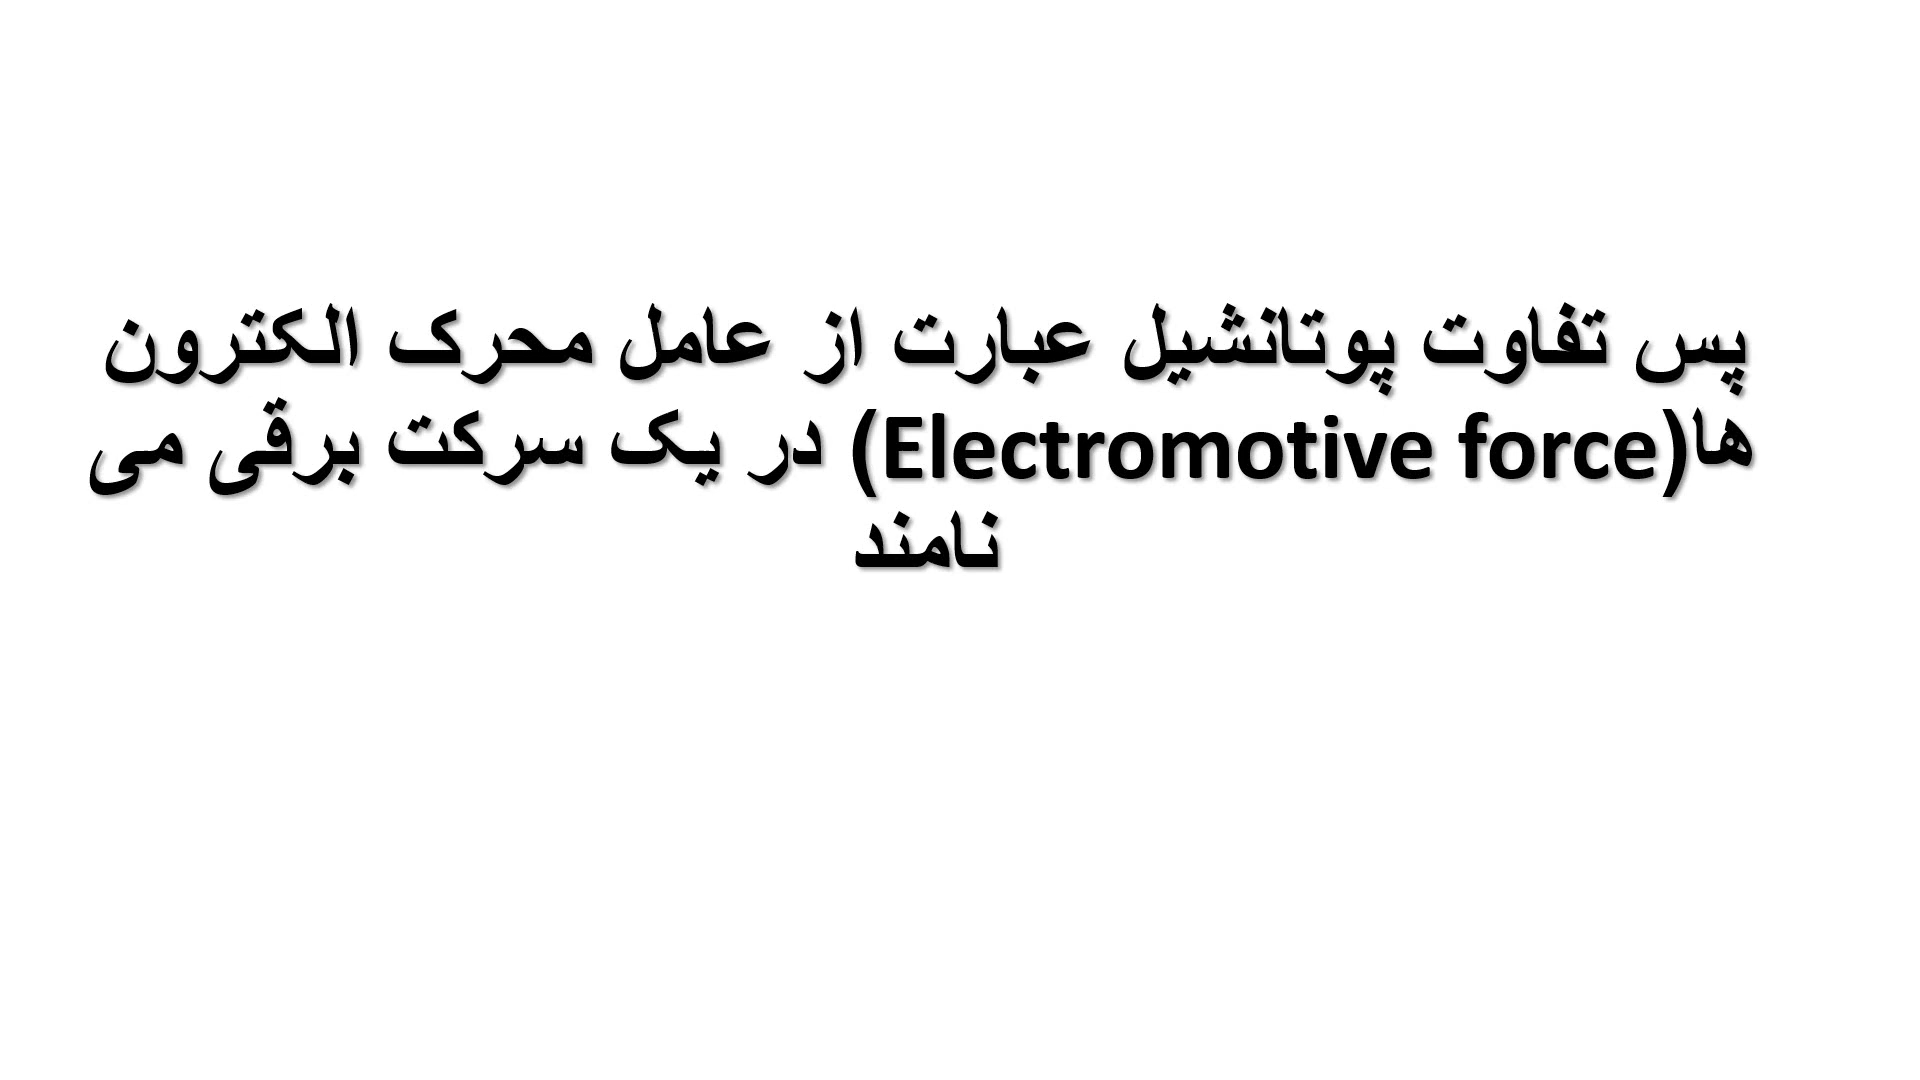 پس تفاوت پوتانشیل عبارت از عامل محرک الکترون
ها(Electromotive force) در یک سرکت برقی می
نامند